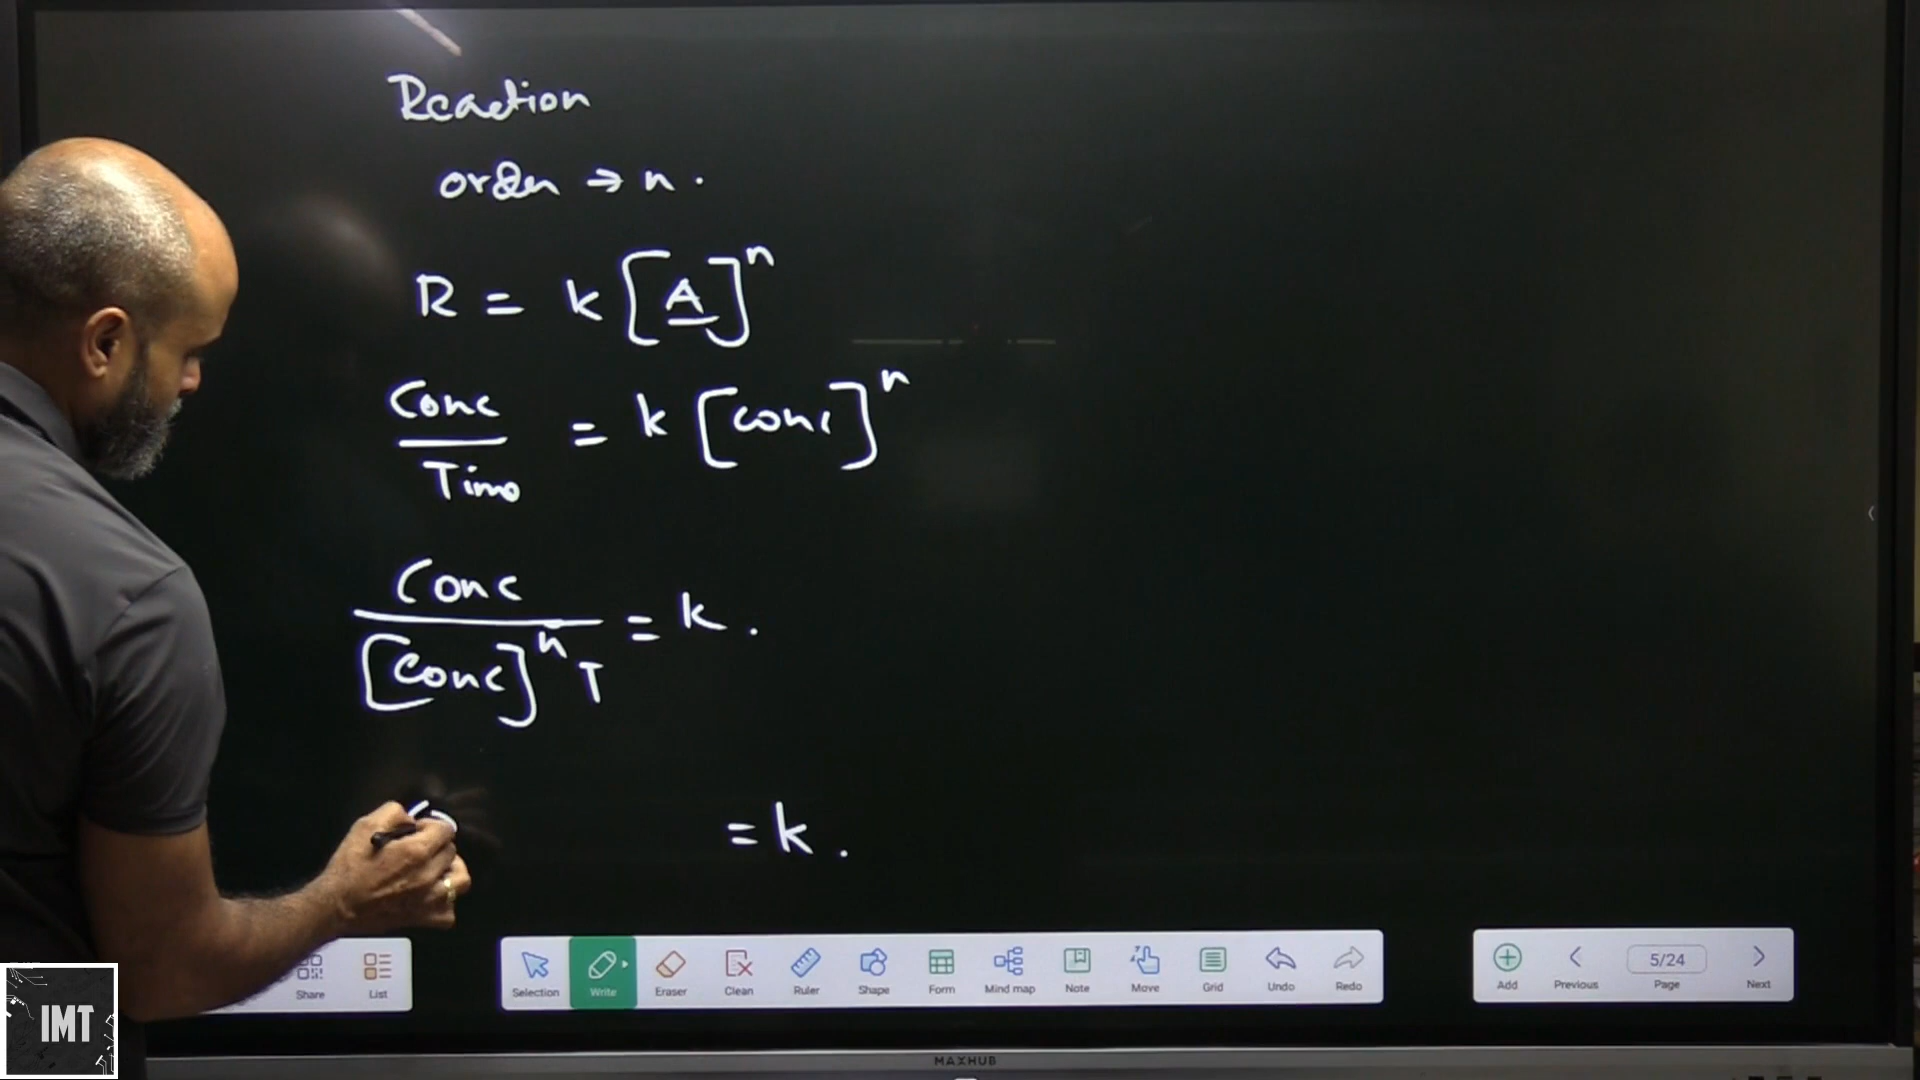 Reaction
order → n.
R = k [A]ⁿ
Conc / Time = k [conc]ⁿ
Conc / [Conc]ⁿ T = k.
= k.
Share List Selection Write Eraser Clean Ruler Shape Form Mind map Note Move Grid Undo Redo Add Previous 5/24 Page Next
IMT
MAXHUB